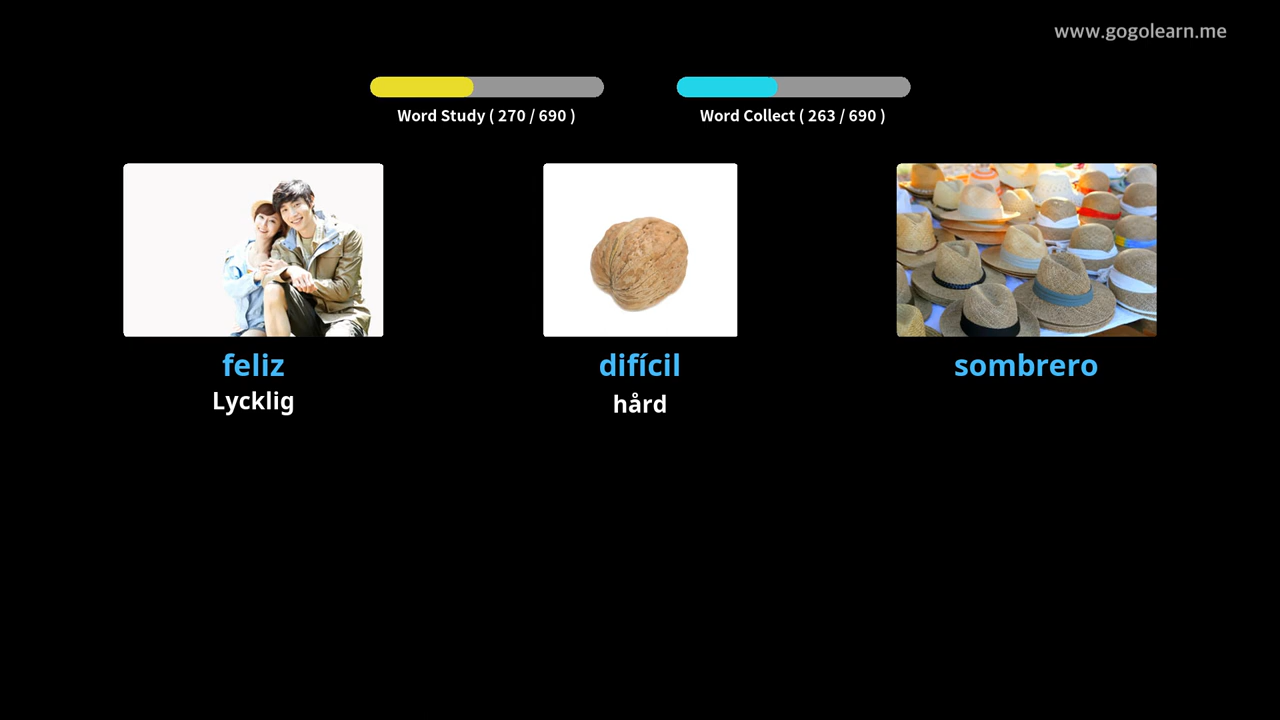 www.gogolearn.me
Word Study ( 270 / 690 )
Word Collect ( 263 / 690 )
feliz
Lycklig
difícil
hård
sombrero